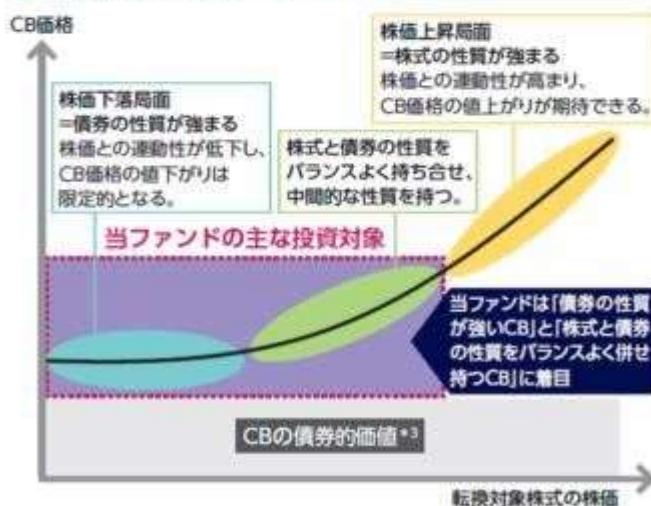 CB価格
株価上昇局面
=株式の性質が強まる
株価との連動性が高まり、
CB価格の値上がりが期待できる。
株価下落局面
=債券の性質が強まる
株価との連動性が低下し、
CB価格の値下がりは
限定的となる。
株式と債券の性質を
バランスよく持ち合せ、
中間的な性質を持つ。
当ファンドの主な投資対象
当ファンドは「債券の性質
が強いCB」と「株式と債券
の性質をバランスよく併せ
持つCB」に着目
CBの債券的価値*3
転換対象株式の株価